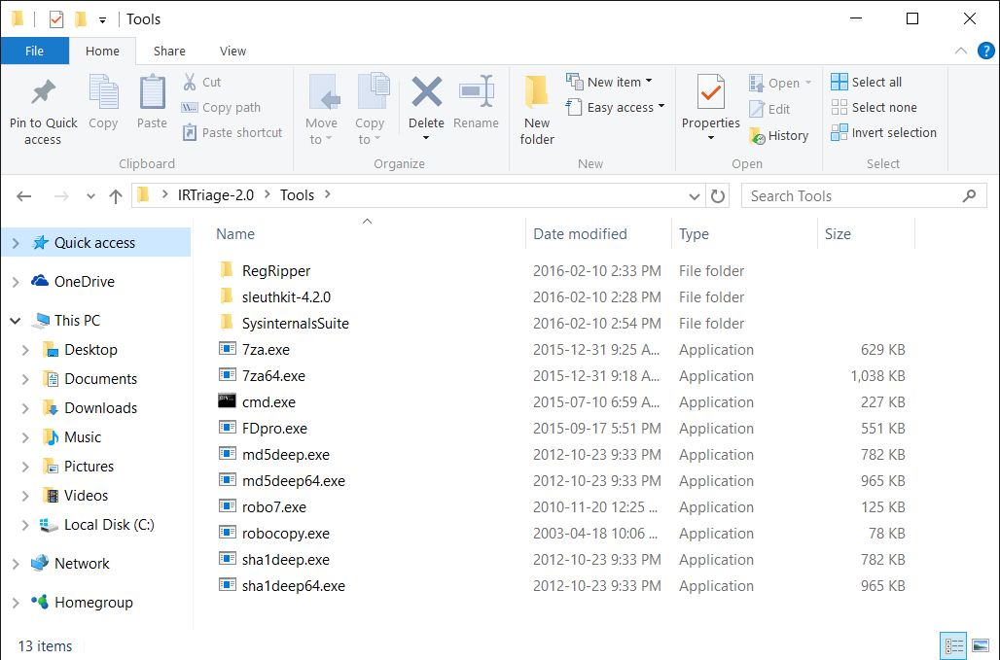 Tools
File Home Share View
Pin to Quick access
Copy
Paste
Cut
Copy path
Paste shortcut
Clipboard
Move to
Copy to
Delete
Rename
Organize
New folder
New item
Easy access
New
Properties
Open
Edit
History
Open
Select all
Select none
Invert selection
Select
IRTriage-2.0 Tools
Search Tools
Quick access
OneDrive
This PC
Desktop
Documents
Downloads
Music
Pictures
Videos
Local Disk (C:)
Network
Homegroup
Name Date modified Type Size
RegRipper 2016-02-10 2:33 PM File folder
sleuthkit-4.2.0 2016-02-10 2:28 PM File folder
SysinternalsSuite 2016-02-10 2:54 PM File folder
7za.exe 2015-12-31 9:25 A... Application 629 KB
7za64.exe 2015-12-31 9:18 A... Application 1,038 KB
cmd.exe 2015-07-10 6:59 A... Application 227 KB
FDpro.exe 2015-09-17 5:51 PM Application 551 KB
md5deep.exe 2012-10-23 9:33 PM Application 782 KB
md5deep64.exe 2012-10-23 9:33 PM Application 965 KB
robo7.exe 2010-11-20 12:25 ... Application 125 KB
robocopy.exe 2003-04-18 10:06 ... Application 78 KB
sha1deep.exe 2012-10-23 9:33 PM Application 782 KB
sha1deep64.exe 2012-10-23 9:33 PM Application 965 KB
13 items